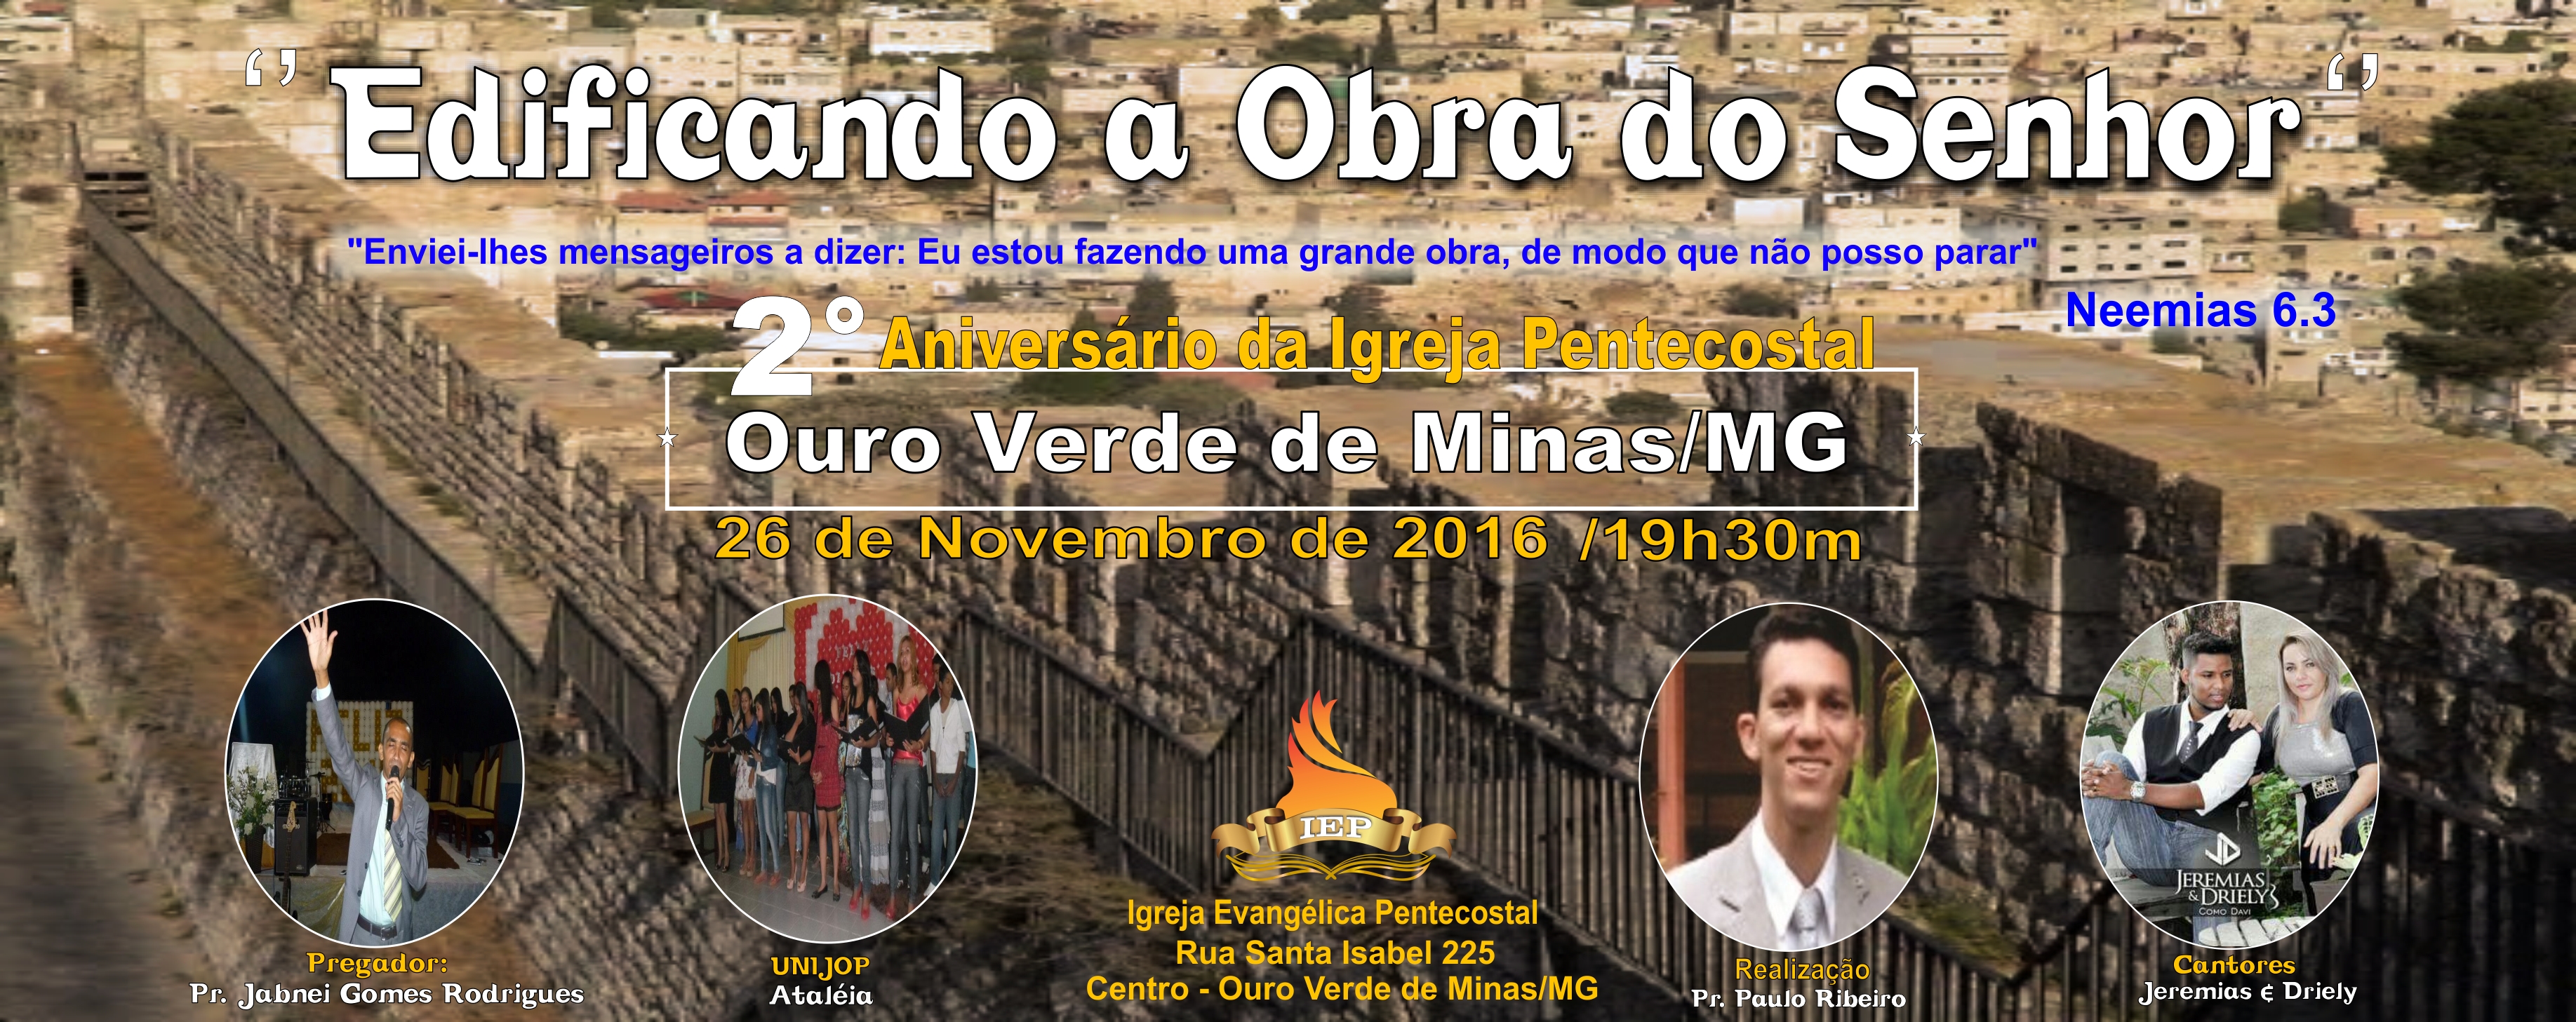 ‘’ Edificando a Obra do Senhor ‘’
"Enviei-lhes mensageiros a dizer: Eu estou fazendo uma grande obra, de modo que não posso parar"
Neemias 6.3
2° Aniversário da Igreja Pentecostal
Ouro Verde de Minas/MG
26 de Novembro de 2016 /19h30m
Pregador:
Pr. Jabnei Gomes Rodrigues
UNIJOP
Ataléia
IEP
Igreja Evangélica Pentecostal
Rua Santa Isabel 225
Centro - Ouro Verde de Minas/MG
Realização
Pr. Paulo Ribeiro
JD
JEREMIAS
& DRIELY
COMO DAVI
Cantores
Jeremias & Driely